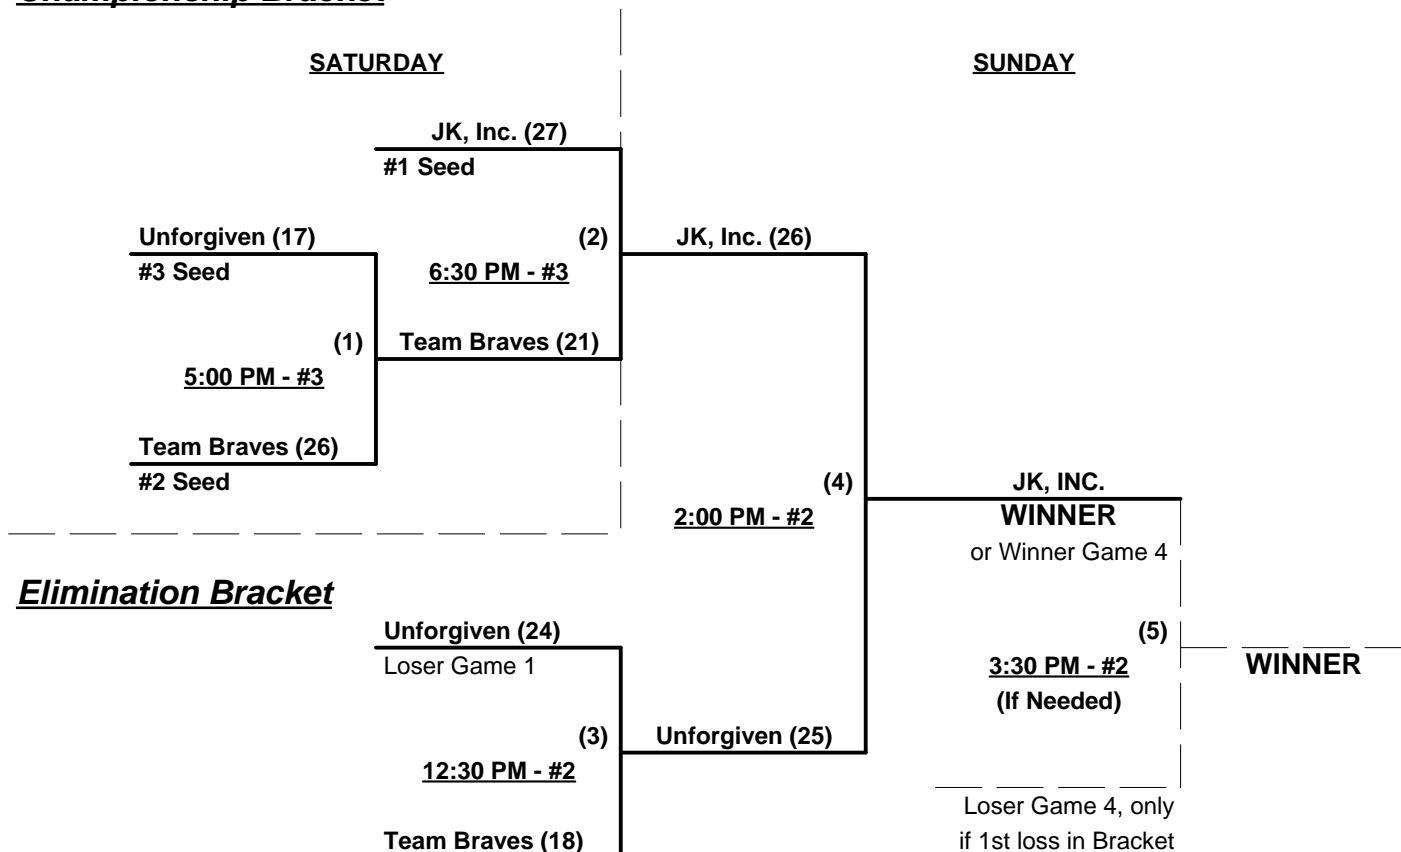 Championship Bracket
SATURDAY
SUNDAY
JK, Inc. (27)
#1 Seed
Unforgiven (17)
(2)
JK, Inc. (26)
#3 Seed
6:30 PM - #3
(1)
Team Braves (21)
5:00 PM - #3
Team Braves (26)
#2 Seed
(4)
JK, INC.
2:00 PM - #2
WINNER
or Winner Game 4
Elimination Bracket
Unforgiven (24)
(5)
Loser Game 1
3:30 PM - #2
WINNER
(If Needed)
(3)
Unforgiven (25)
12:30 PM - #2
Loser Game 4, only
Team Braves (18)
if 1st loss in Bracket